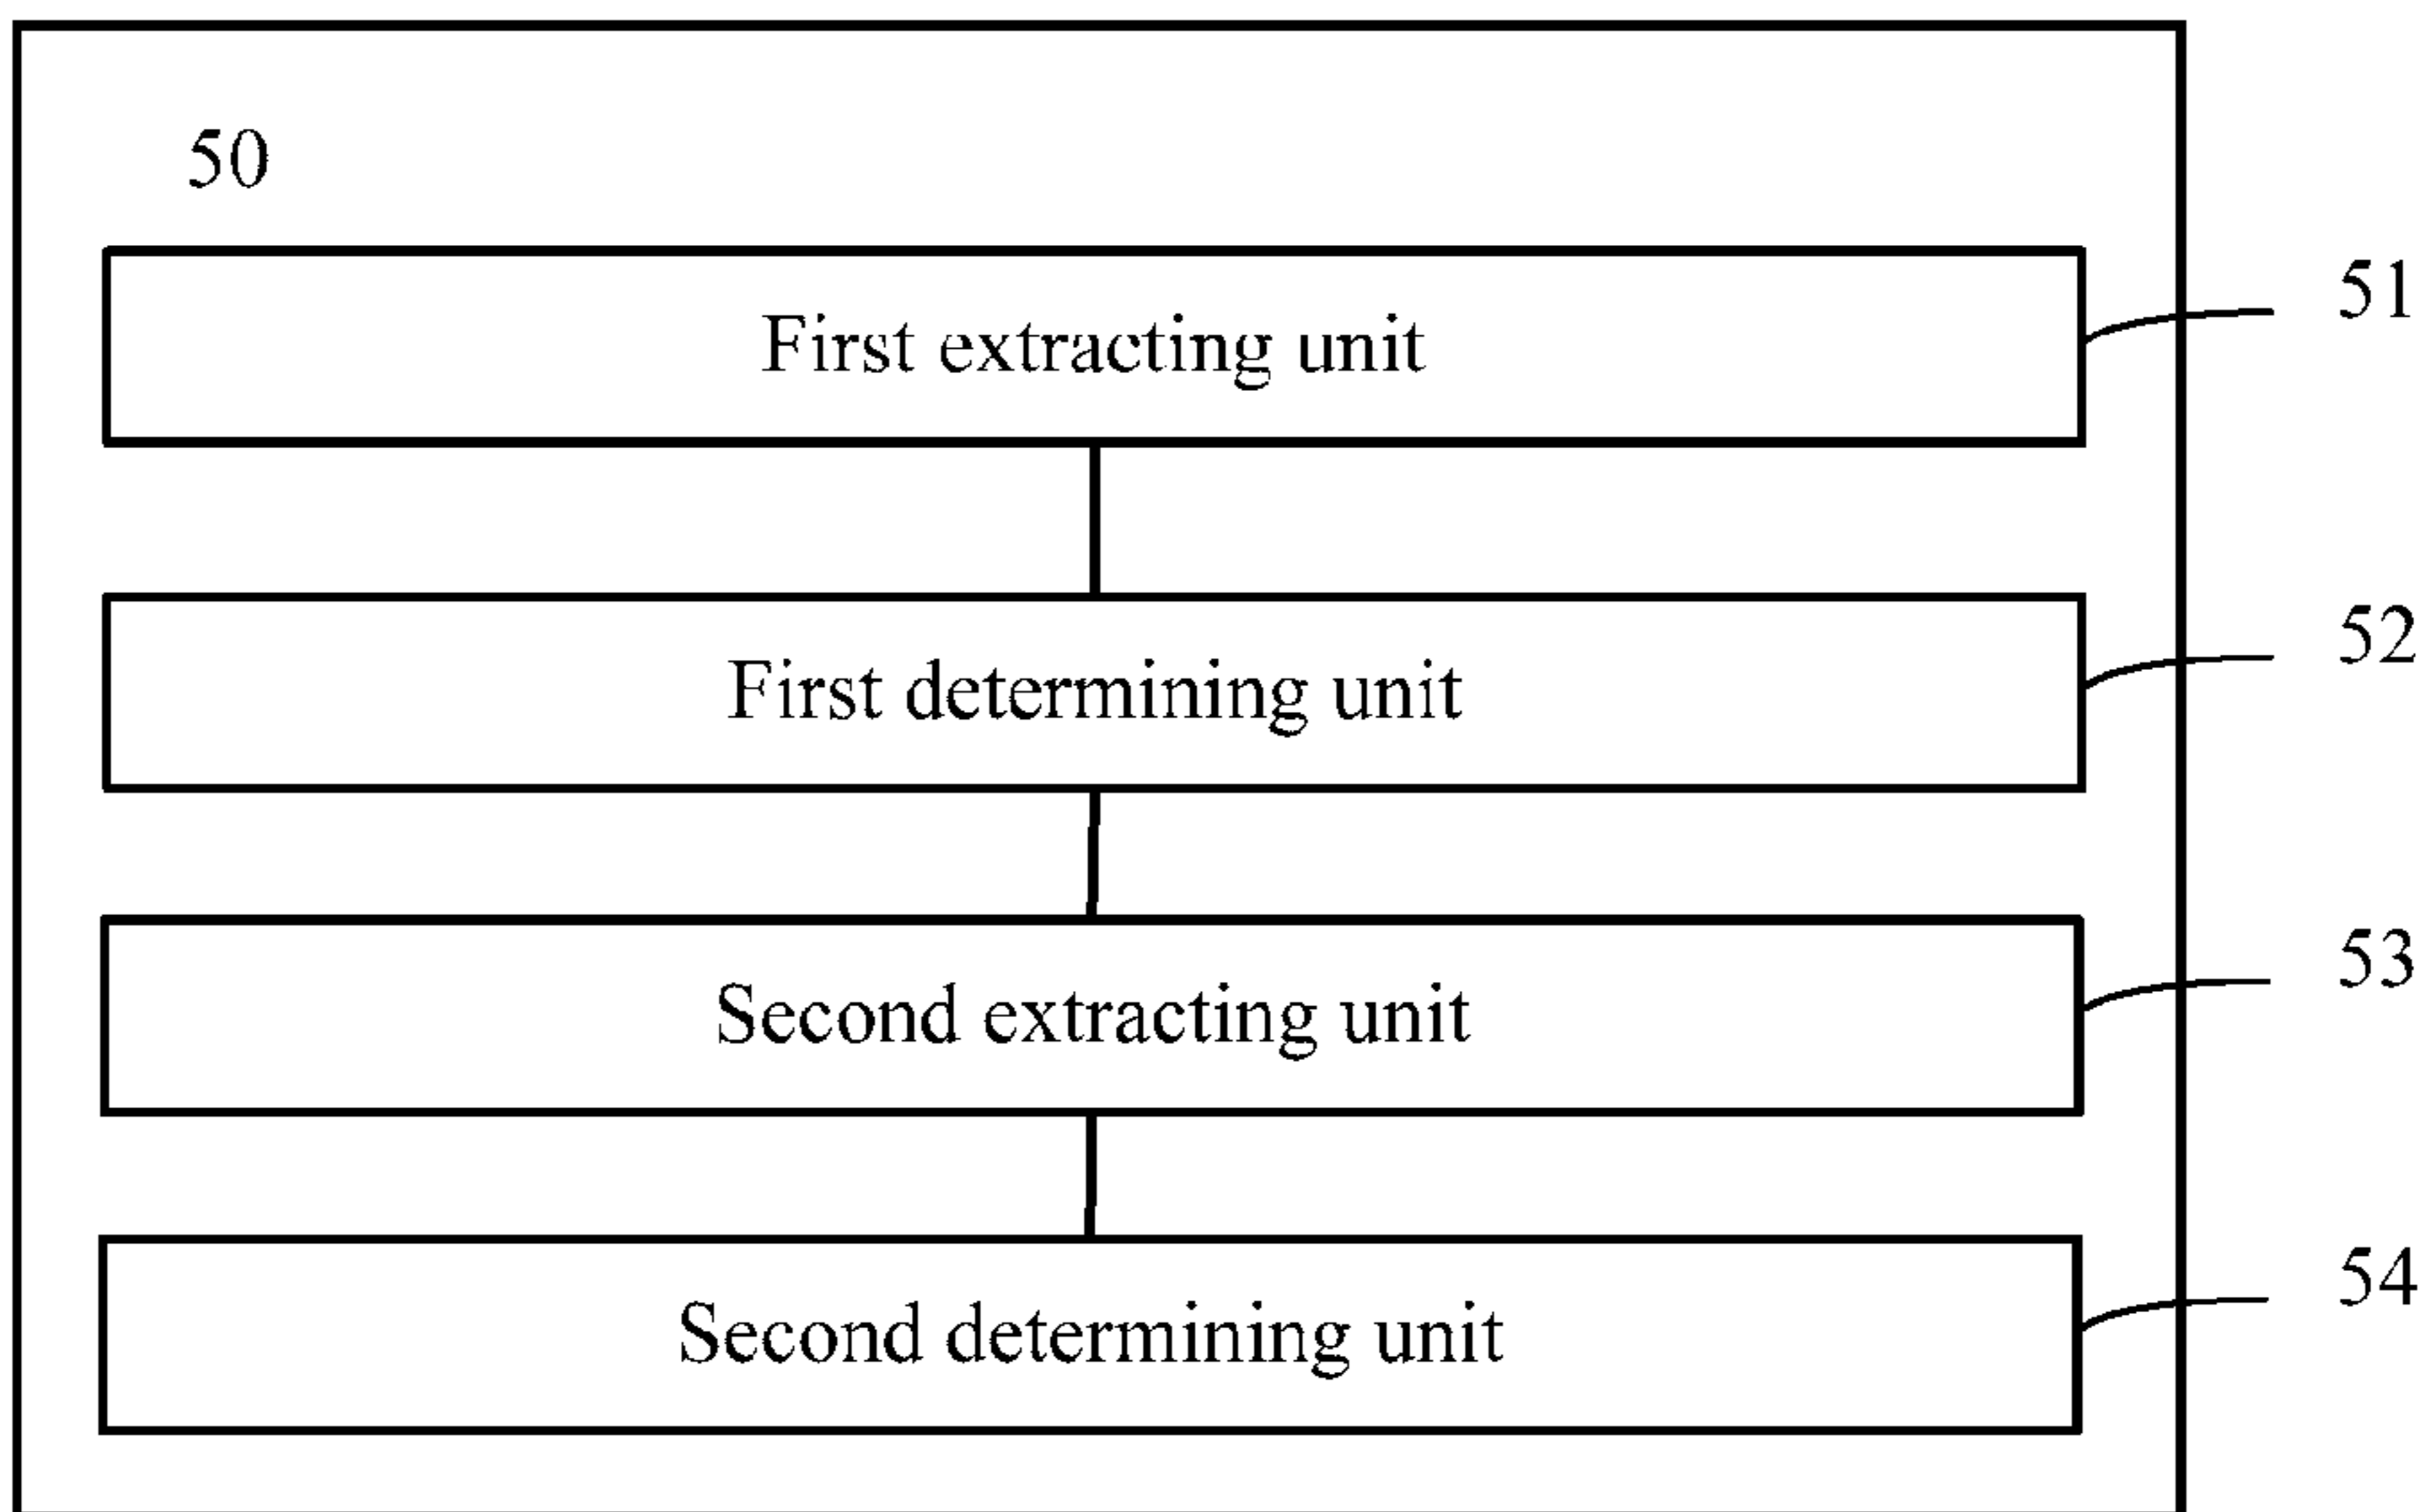 50
First extracting unit
51
First determining unit
52
Second extracting unit
53
Second determining unit
54